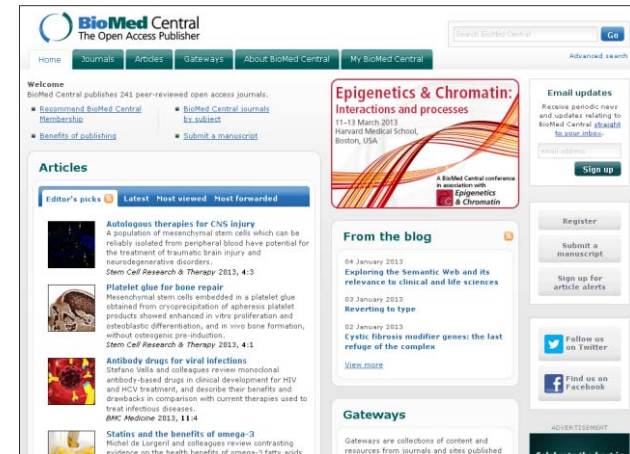 BioMed Central
The Open Access Publisher
Search BioMed Central
Go
Advanced search
Home
Journals
Articles
Gateways
About BioMed Central
My BioMed Central
Welcome
BioMed Central publishes 241 peer-reviewed open access journals.
Recommend BioMed Central
Membership
BioMed Central journals
by subject
Benefits of publishing
Submit a manuscript
Articles
Editor's picks
Latest
Most viewed
Most forwarded
Autologous therapies for CNS injury
A population of mesenchymal stem cells which can be
reliably isolated from peripheral blood have potential for
the treatment of traumatic brain injury and
neurodegenerative disorders.
Stem Cell Research & Therapy 2013, 4:3
Platelet glue for bone repair
Mesenchymal stem cells embedded in a platelet glue
obtained from cryoprecipitation of apheresis platelet
products showed enhanced in vitro proliferation and
osteoblastic differentiation, and in vivo bone formation,
without osteogenic pre-induction.
Stem Cell Research & Therapy 2013, 4:1
Antibody drugs for viral infections
Stefano Vella and colleagues review monoclonal
antibody-based drugs in clinical development for HIV
and HCV treatment, and describe their benefits and
drawbacks in comparison with current therapies used to
treat infectious diseases.
BMC Medicine 2013, 11:4
Statins and the benefits of omega-3
Michel de Lorgeril and colleagues review contrasting
evidence on the health benefits of omega-3 fatty acids
Epigenetics & Chromatin:
Interactions and processes
11–13 March 2013
Harvard Medical School,
Boston, USA
A BioMed Central conference
in association with
Epigenetics
& Chromatin
From the blog
04 January 2013
Exploring the Semantic Web and its
relevance to clinical and life sciences
03 January 2013
Reverting to type
02 January 2013
Cystic fibrosis modifier genes: the last
refuge of the complex
View more
Gateways
Gateways are collections of content and
resources from journals and sites published
Email updates
Receive periodic news
and updates relating to
BioMed Central straight
to your inbox.
email address
Sign up
Register
Submit a
manuscript
Sign up for
article alerts
Follow us
on Twitter
Find us on
Facebook
ADVERTISEMENT